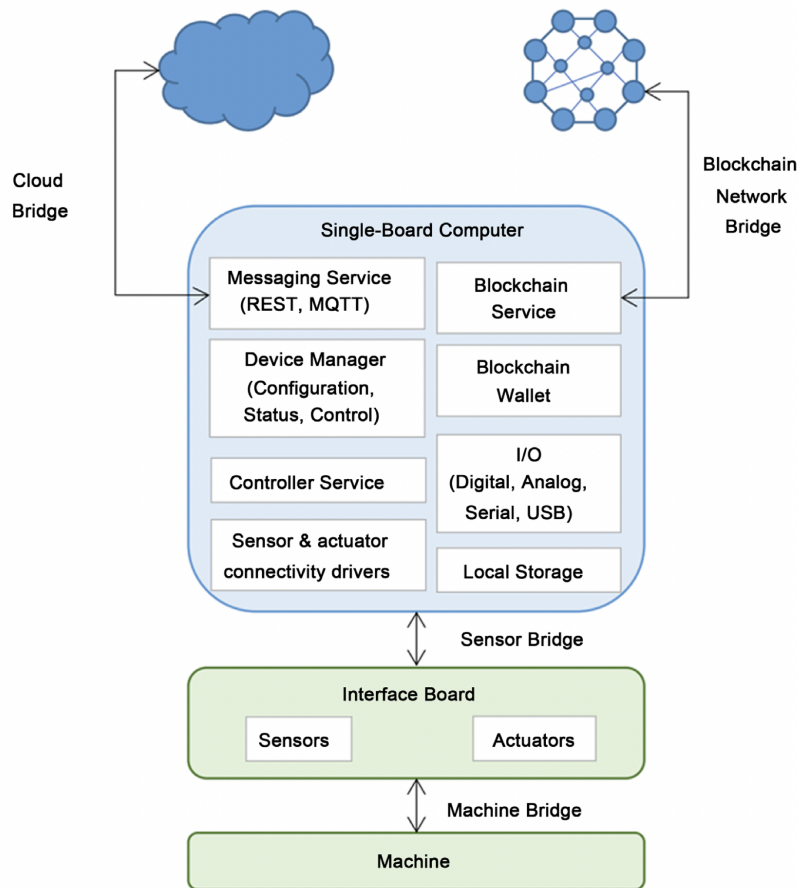 Cloud
Bridge
Blockchain
Network
Bridge
Single-Board Computer
Messaging Service
(REST, MQTT)
Blockchain
Service
Device Manager
(Configuration,
Status, Control)
Blockchain
Wallet
I/O
(Digital, Analog,
Serial, USB)
Controller Service
Sensor & actuator
connectivity drivers
Local Storage
Sensor Bridge
Interface Board
Sensors
Actuators
Machine Bridge
Machine